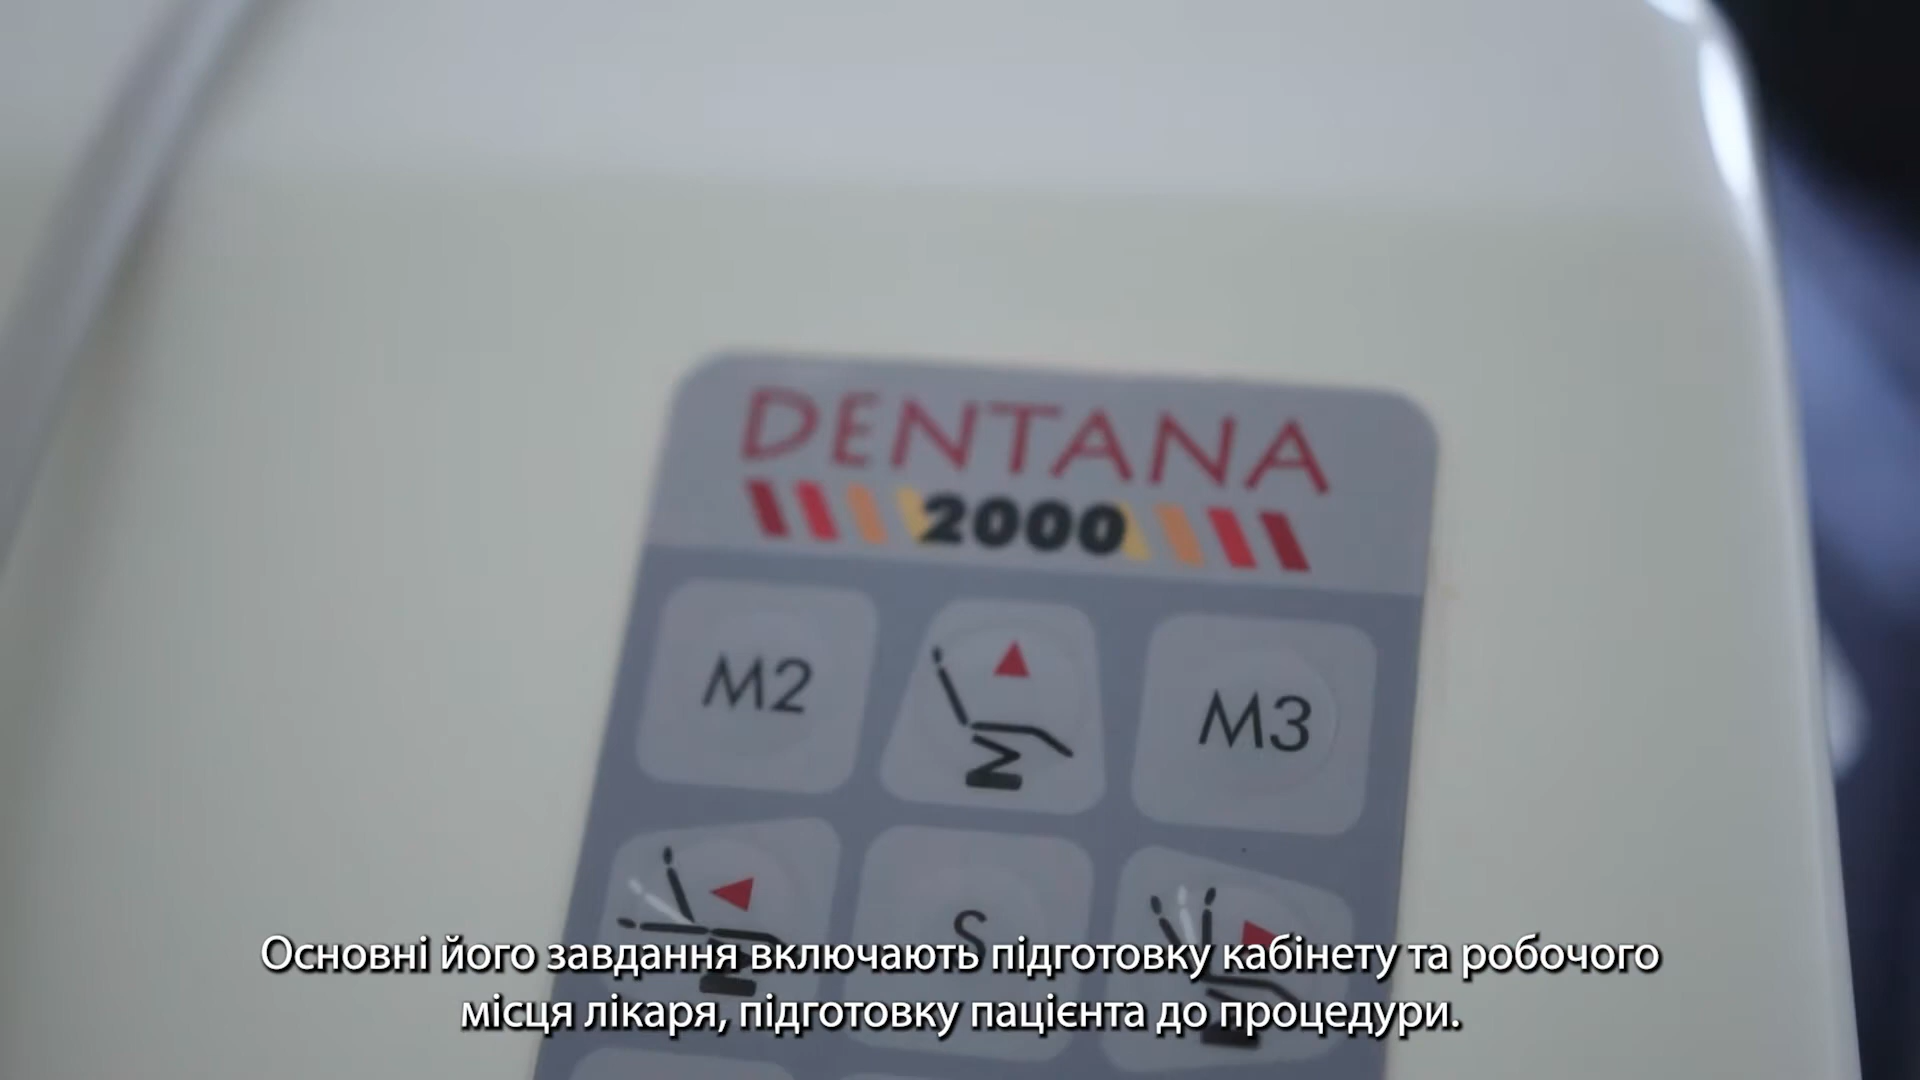 DENTANA
2000
M2
M3
S
Основні його завдання включають підготовку кабінету та робочого
місця лікаря, підготовку пацієнта до процедури.